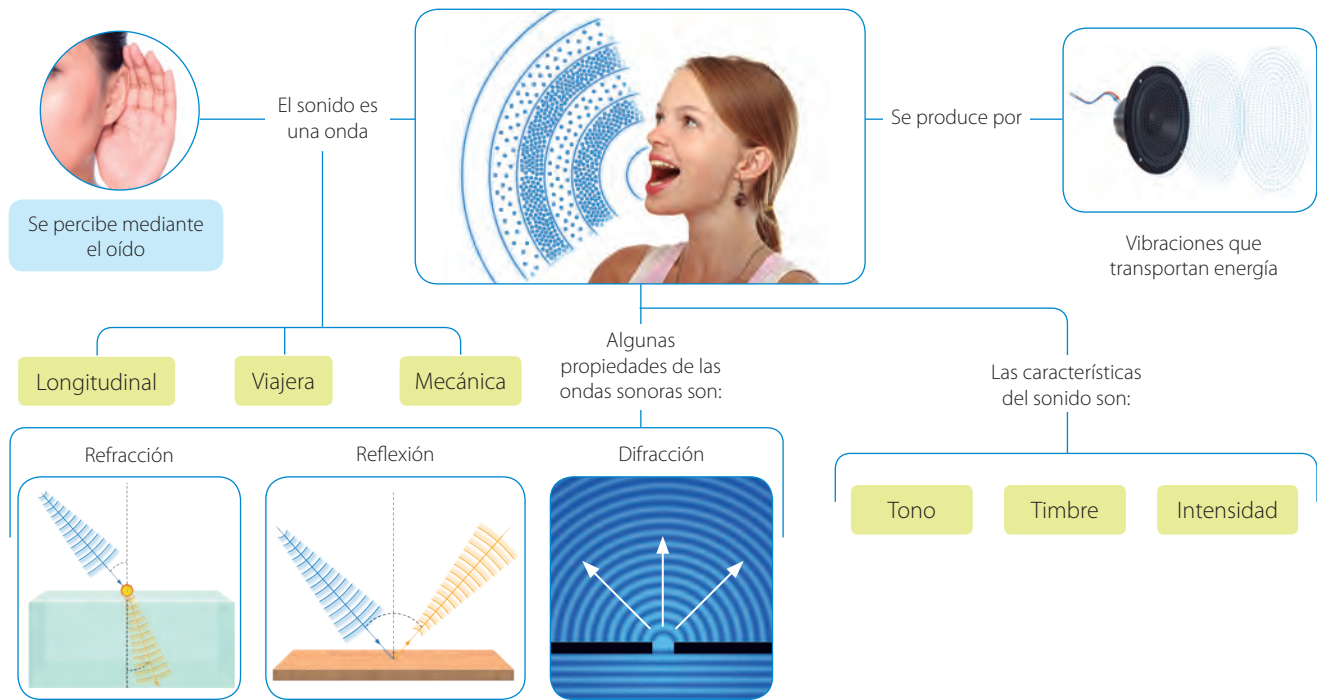 El sonido es
una onda
Se percibe mediante
el oído
Se produce por
Vibraciones que
transportan energía
Longitudinal
Viajera
Mecánica
Algunas
propiedades de las
ondas sonoras son:
Refracción
Reflexión
Difracción
Las características
del sonido son:
Tono
Timbre
Intensidad